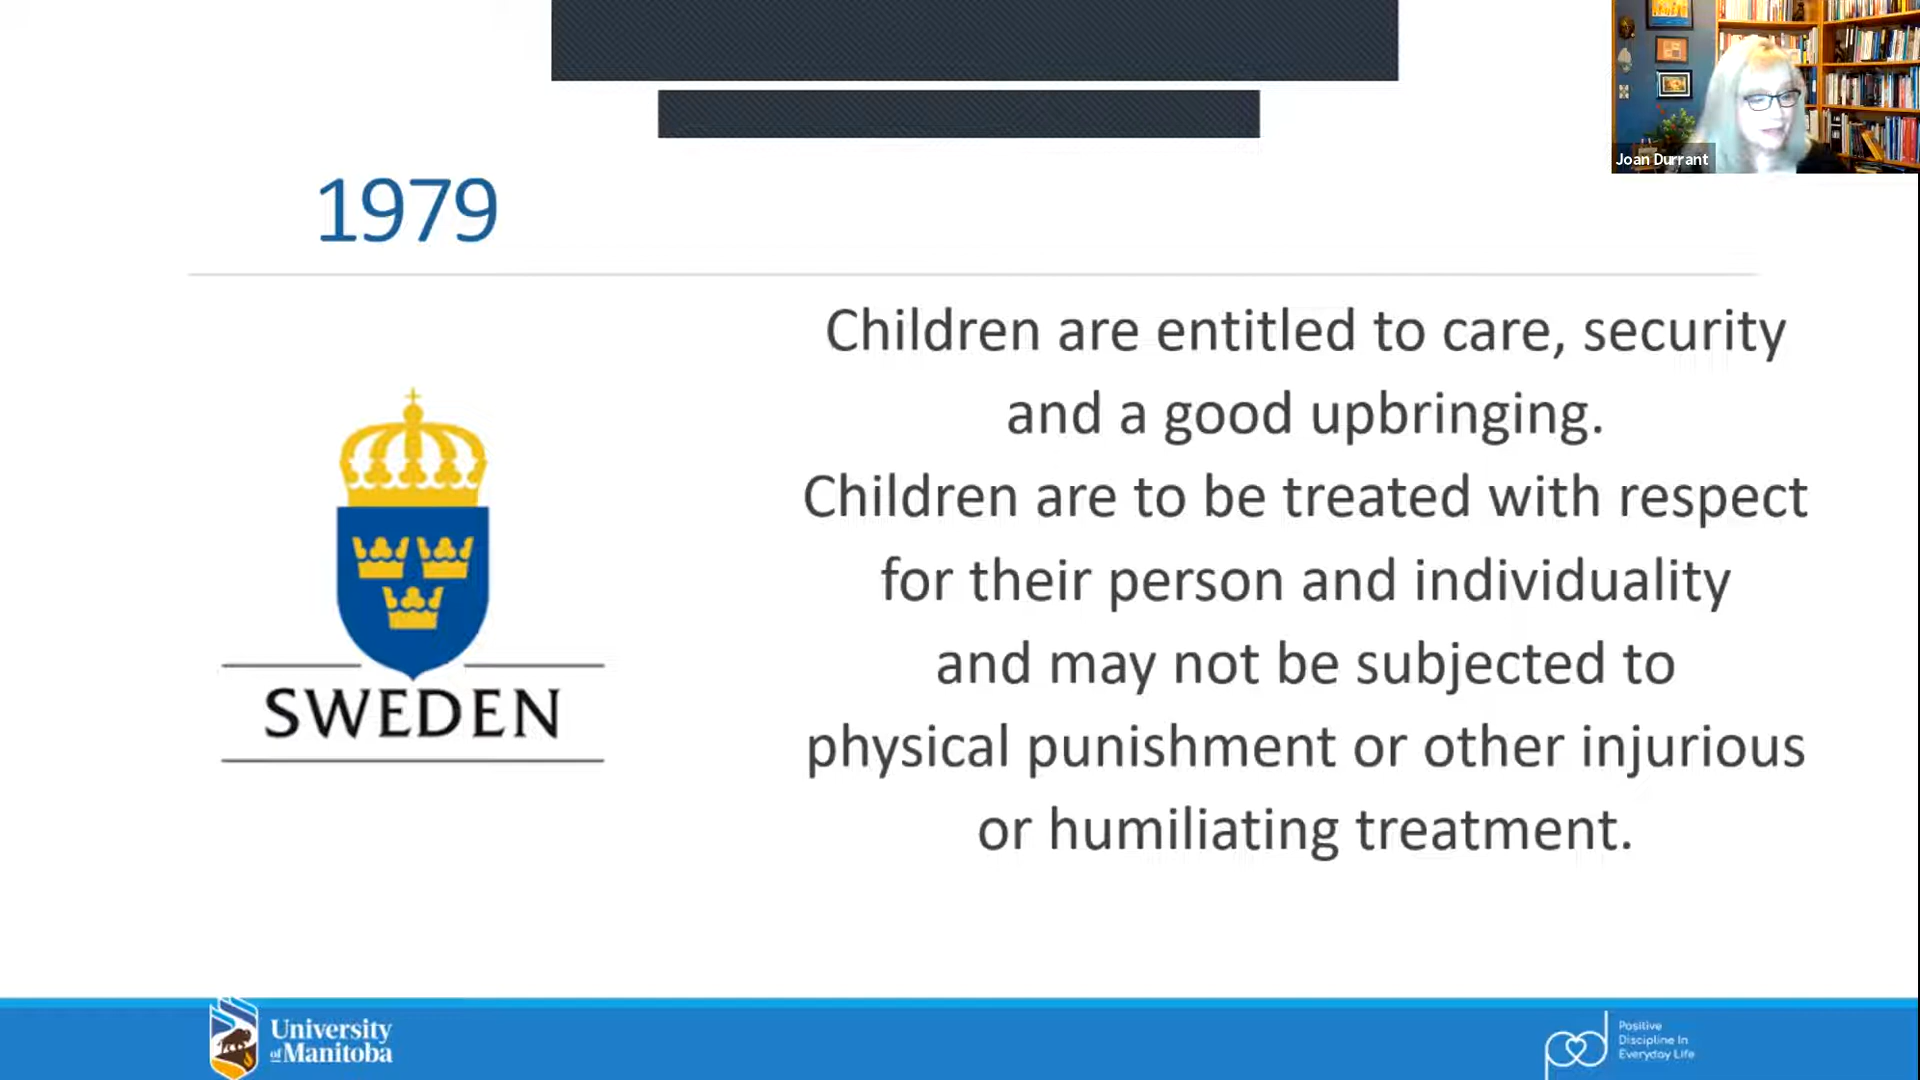 Joan Durrant
1979
Children are entitled to care, security
and a good upbringing.
Children are to be treated with respect
for their person and individuality
and may not be subjected to
physical punishment or other injurious
or humiliating treatment.
SWEDEN
University
of Manitoba
Positive
Discipline In
Everyday Life